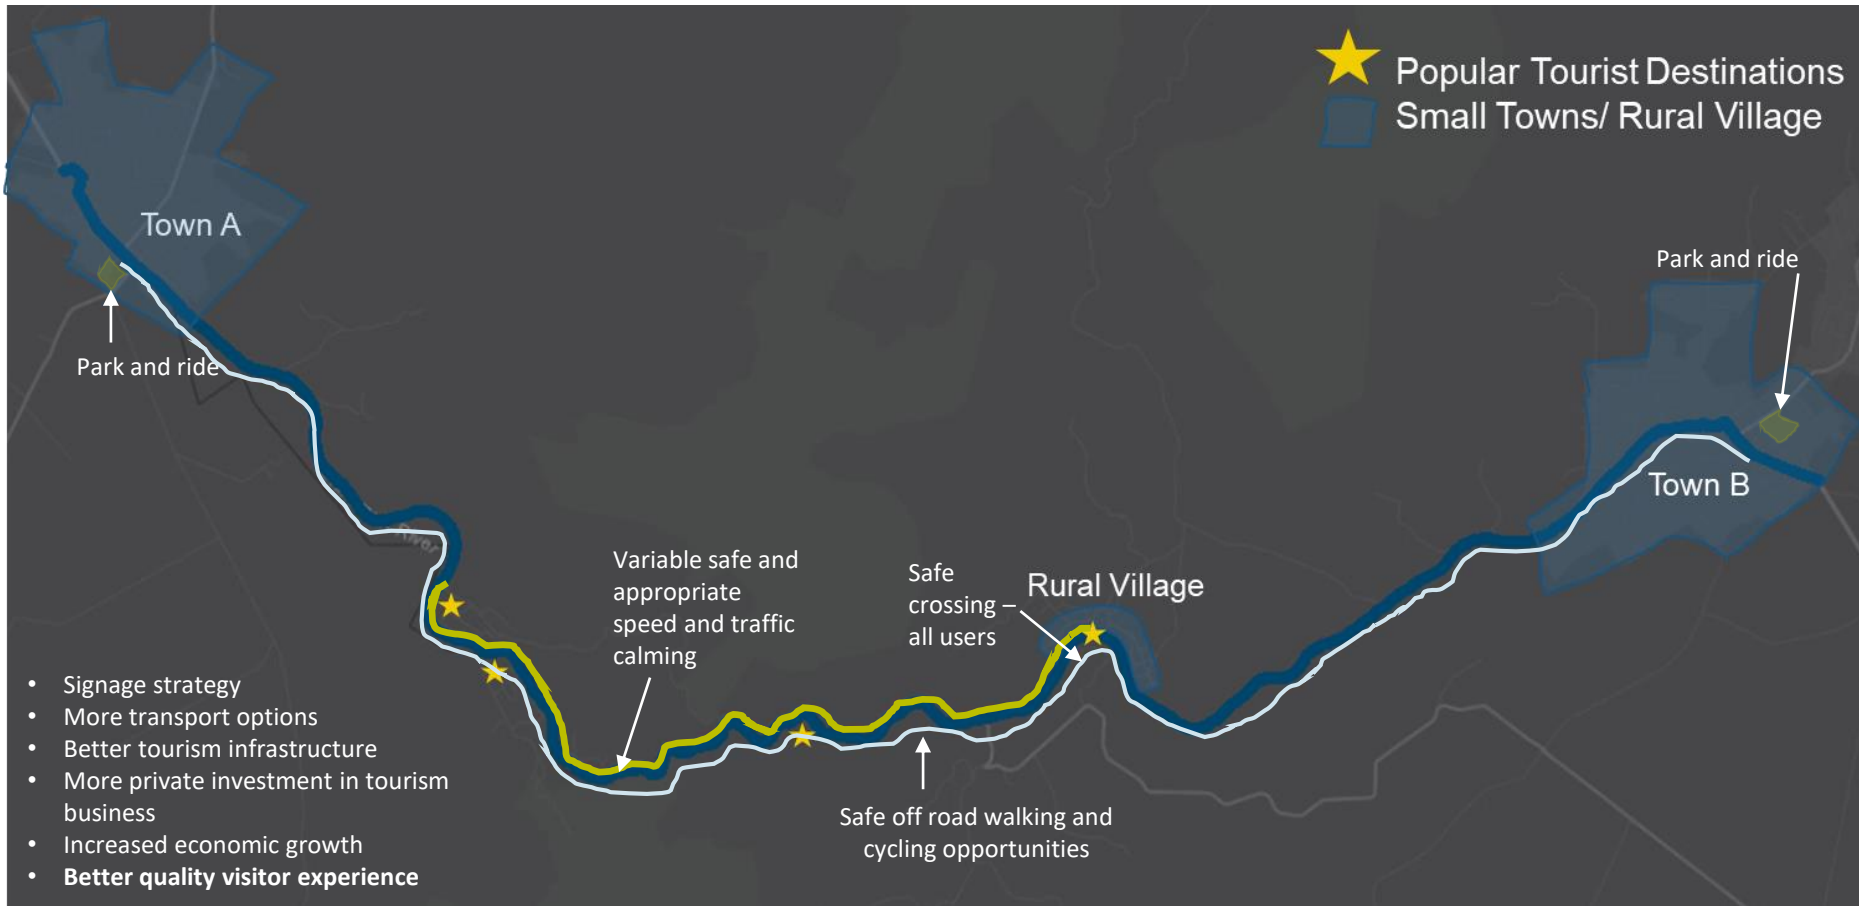 Popular Tourist Destinations
Small Towns/ Rural Village
Town A
Park and ride
Park and ride
Town B
River
Variable safe and
appropriate
speed and traffic
calming
Safe
crossing –
all users
Rural Village
Safe off road walking and
cycling opportunities
• Signage strategy
• More transport options
• Better tourism infrastructure
• More private investment in tourism
business
• Increased economic growth
• Better quality visitor experience